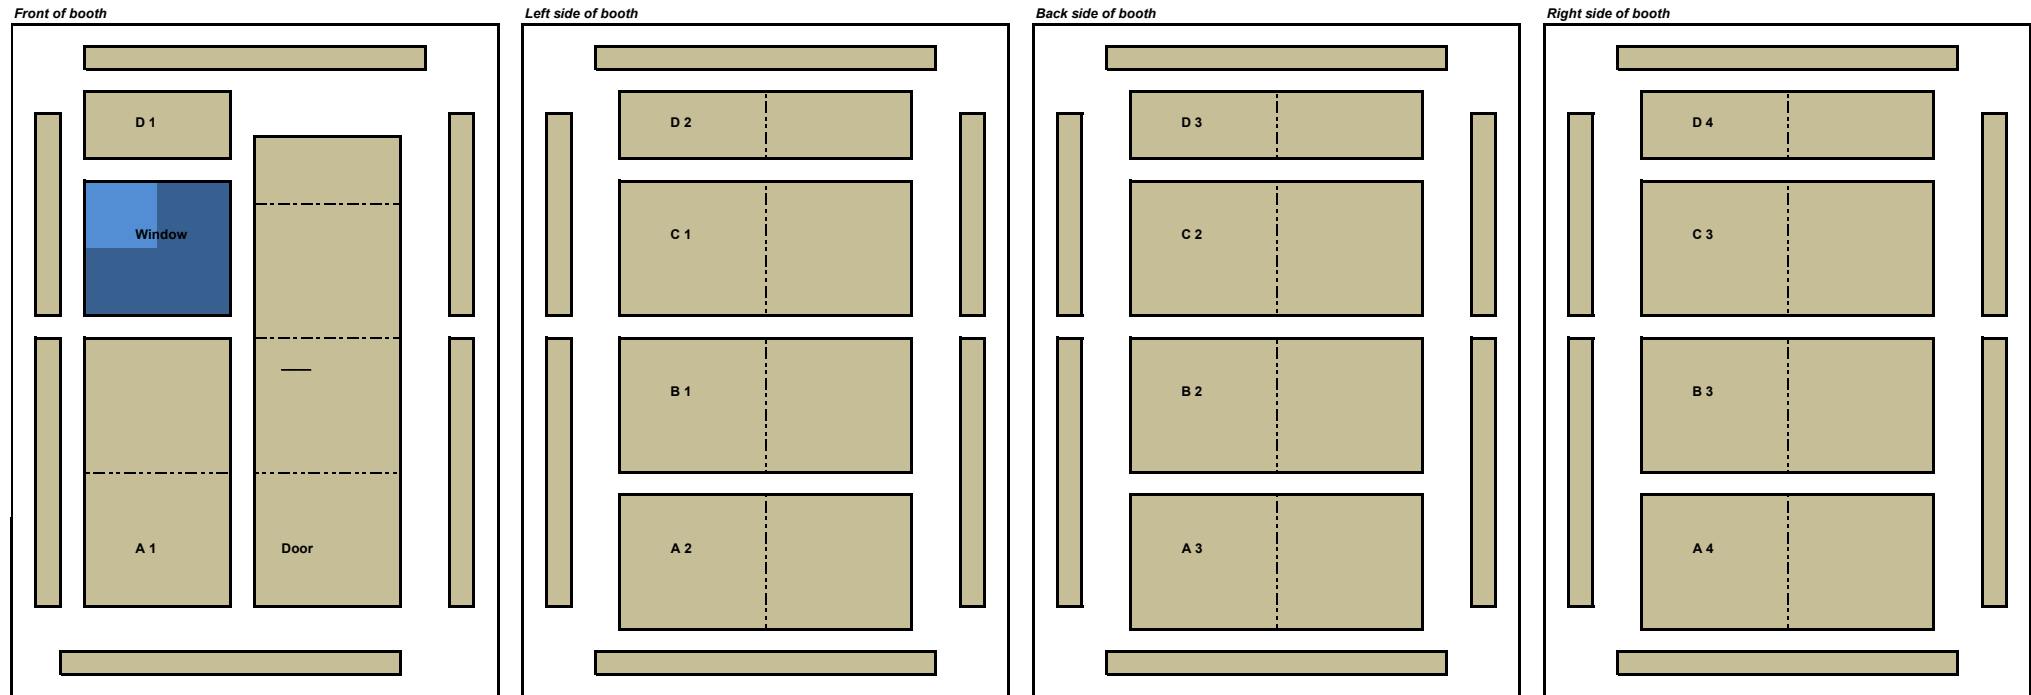 Front of booth
Left side of booth
Back side of booth
Right side of booth
D 1
D 2
D 3
D 4
Window
C 1
C 2
C 3
B 1
B 2
B 3
A 1
Door
A 2
A 3
A 4